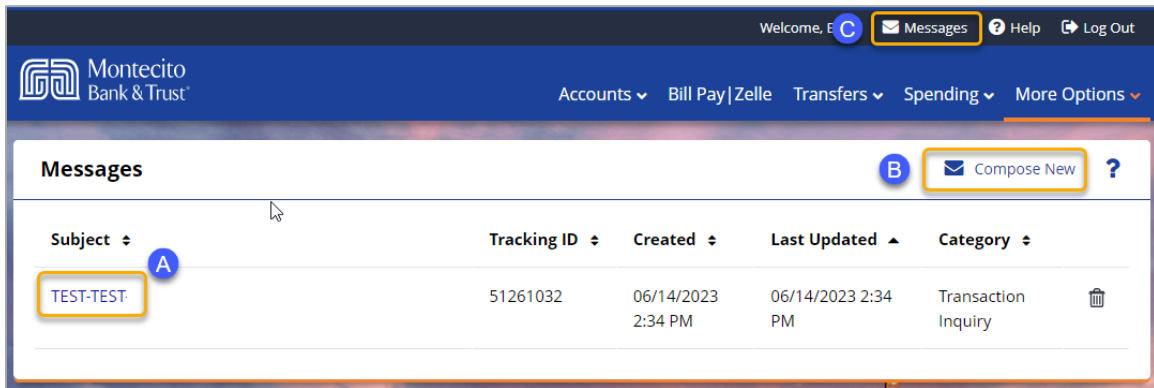 Welcome, E C Messages Help Log Out
Montecito
Bank & Trust
Accounts Bill Pay|Zelle Transfers Spending More Options
Messages B Compose New ?
Subject Tracking ID Created Last Updated Category
A
TEST-TEST- 51261032 06/14/2023 06/14/2023 2:34 Transaction
2:34 PM PM Inquiry